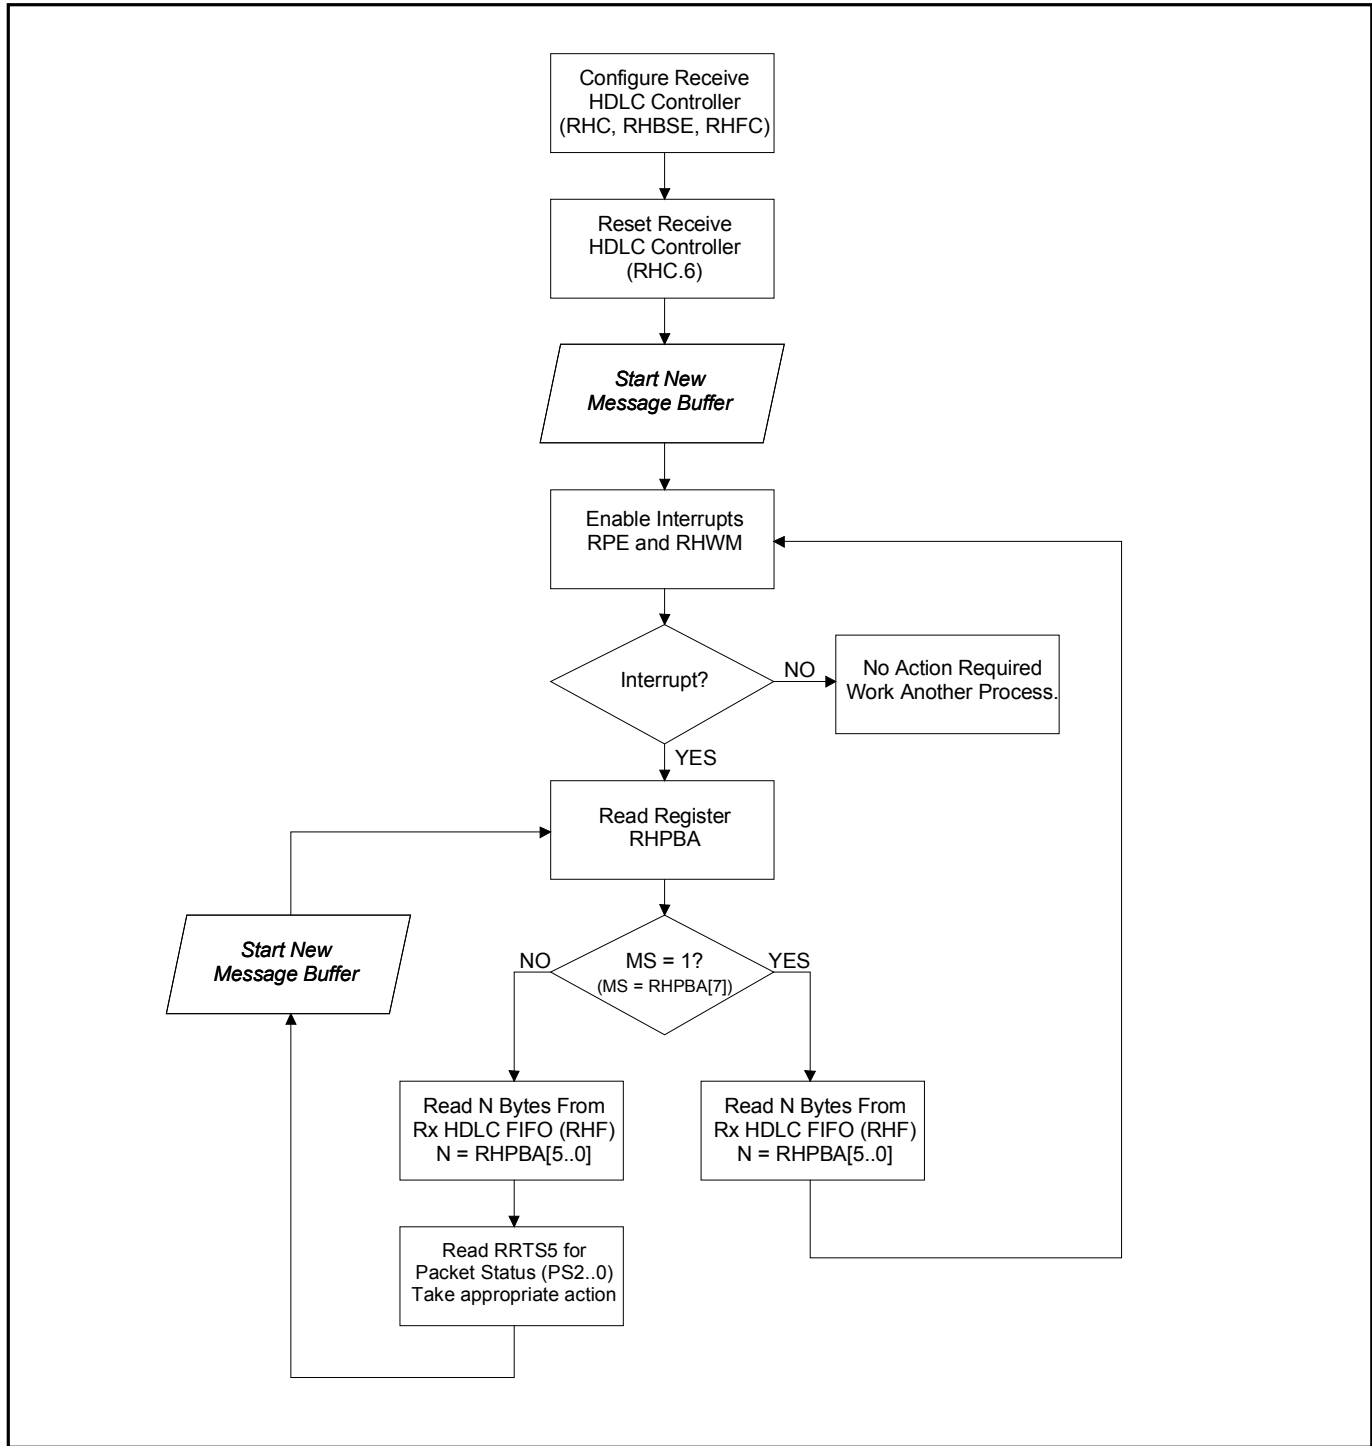 Configure Receive
HDLC Controller
(RHC, RHBSE, RHFC)
Reset Receive
HDLC Controller
(RHC.6)
Start New
Message Buffer
Enable Interrupts
RPE and RHWM
Interrupt?
NO
No Action Required
Work Another Process.
YES
Read Register
RHPBA
Start New
Message Buffer
NO
MS = 1?
(MS = RHPBA[7])
YES
Read N Bytes From
Rx HDLC FIFO (RHF)
N = RHPBA[5..0]
Read N Bytes From
Rx HDLC FIFO (RHF)
N = RHPBA[5..0]
Read RRTS5 for
Packet Status (PS2..0)
Take appropriate action